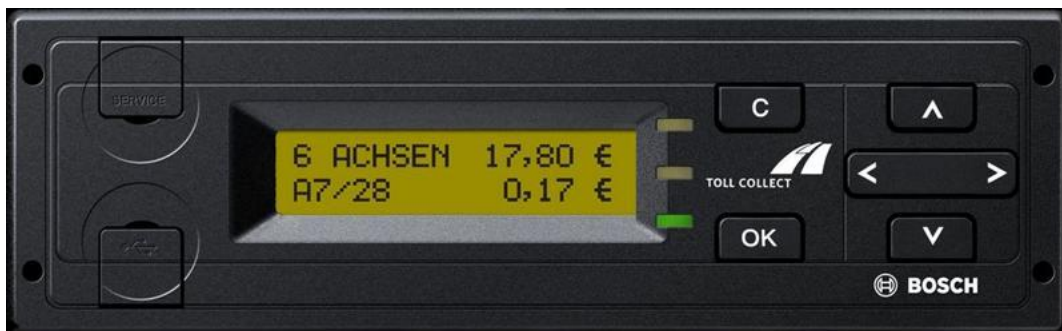 SERVICE
6 ACHSEN 17,80 €
A7/28 0,17 €
C
TOLL COLLECT
OK
BOSCH